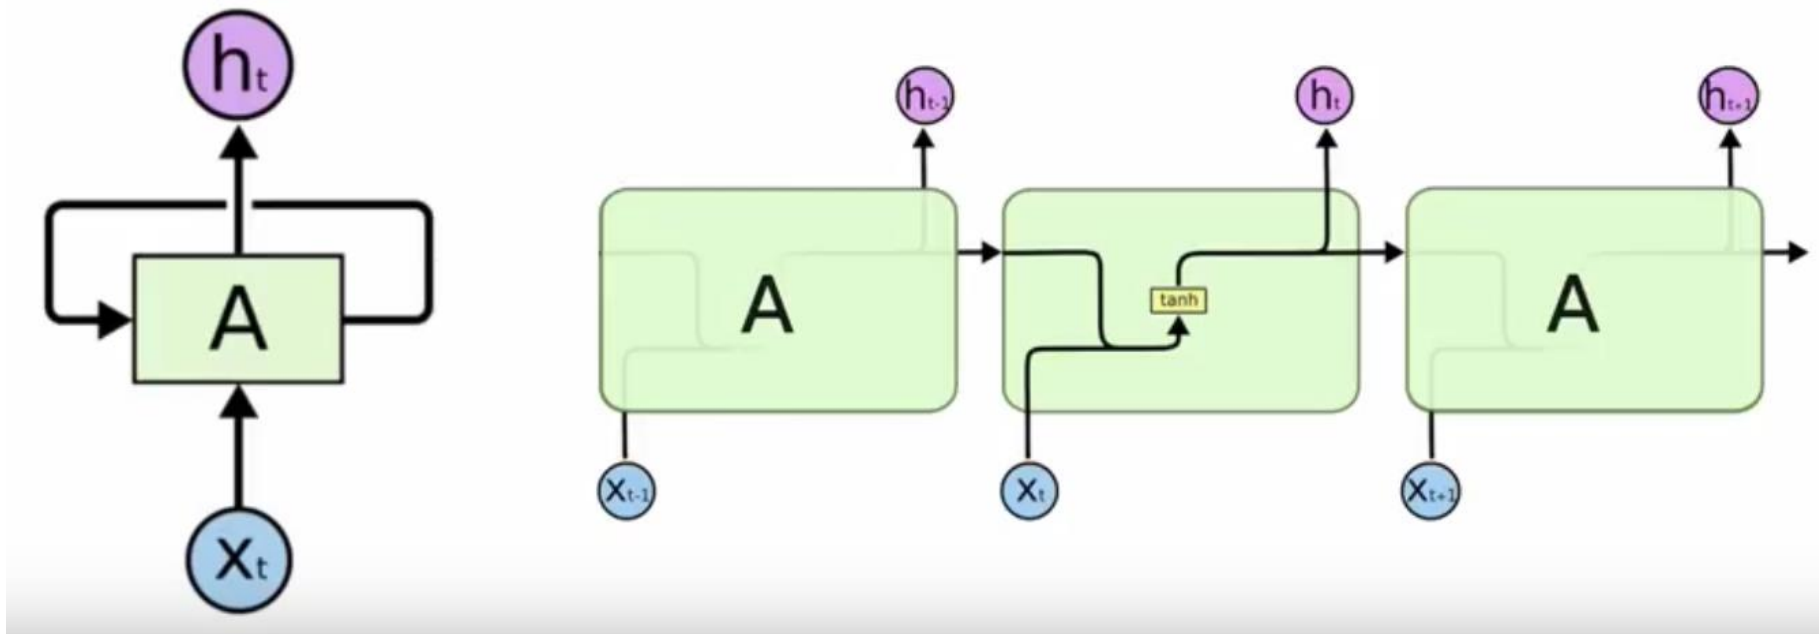 hₜ
A
xₜ
hₜ₋₁ hₜ hₜ₊₁
A tanh A
xₜ₋₁ xₜ xₜ₊₁